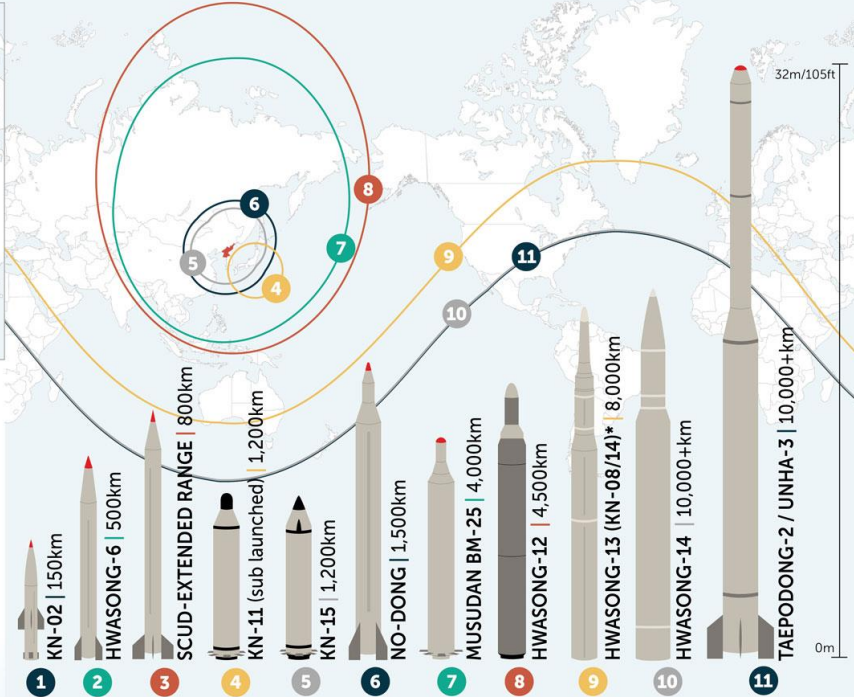 8
6
7
5
4
9
11
10
32m/105ft
0m
KN-02 | 150km
HWASONG-6 | 500km
SCUD-EXTENDED RANGE | 800km
KN-11 (sub launched) | 1,200km
KN-15 | 1,200km
NO-DONG | 1,500km
MUSUDAN BM-25 | 4,000km
HWASONG-12 | 4,500km
HWASONG-13 (KN-08/14)* | 8,000km
HWASONG-14 | 10,000+km
TAEPODONG-2 / UNHA-3 | 10,000+km
1 2 3 4 5 6 7 8 9 10 11